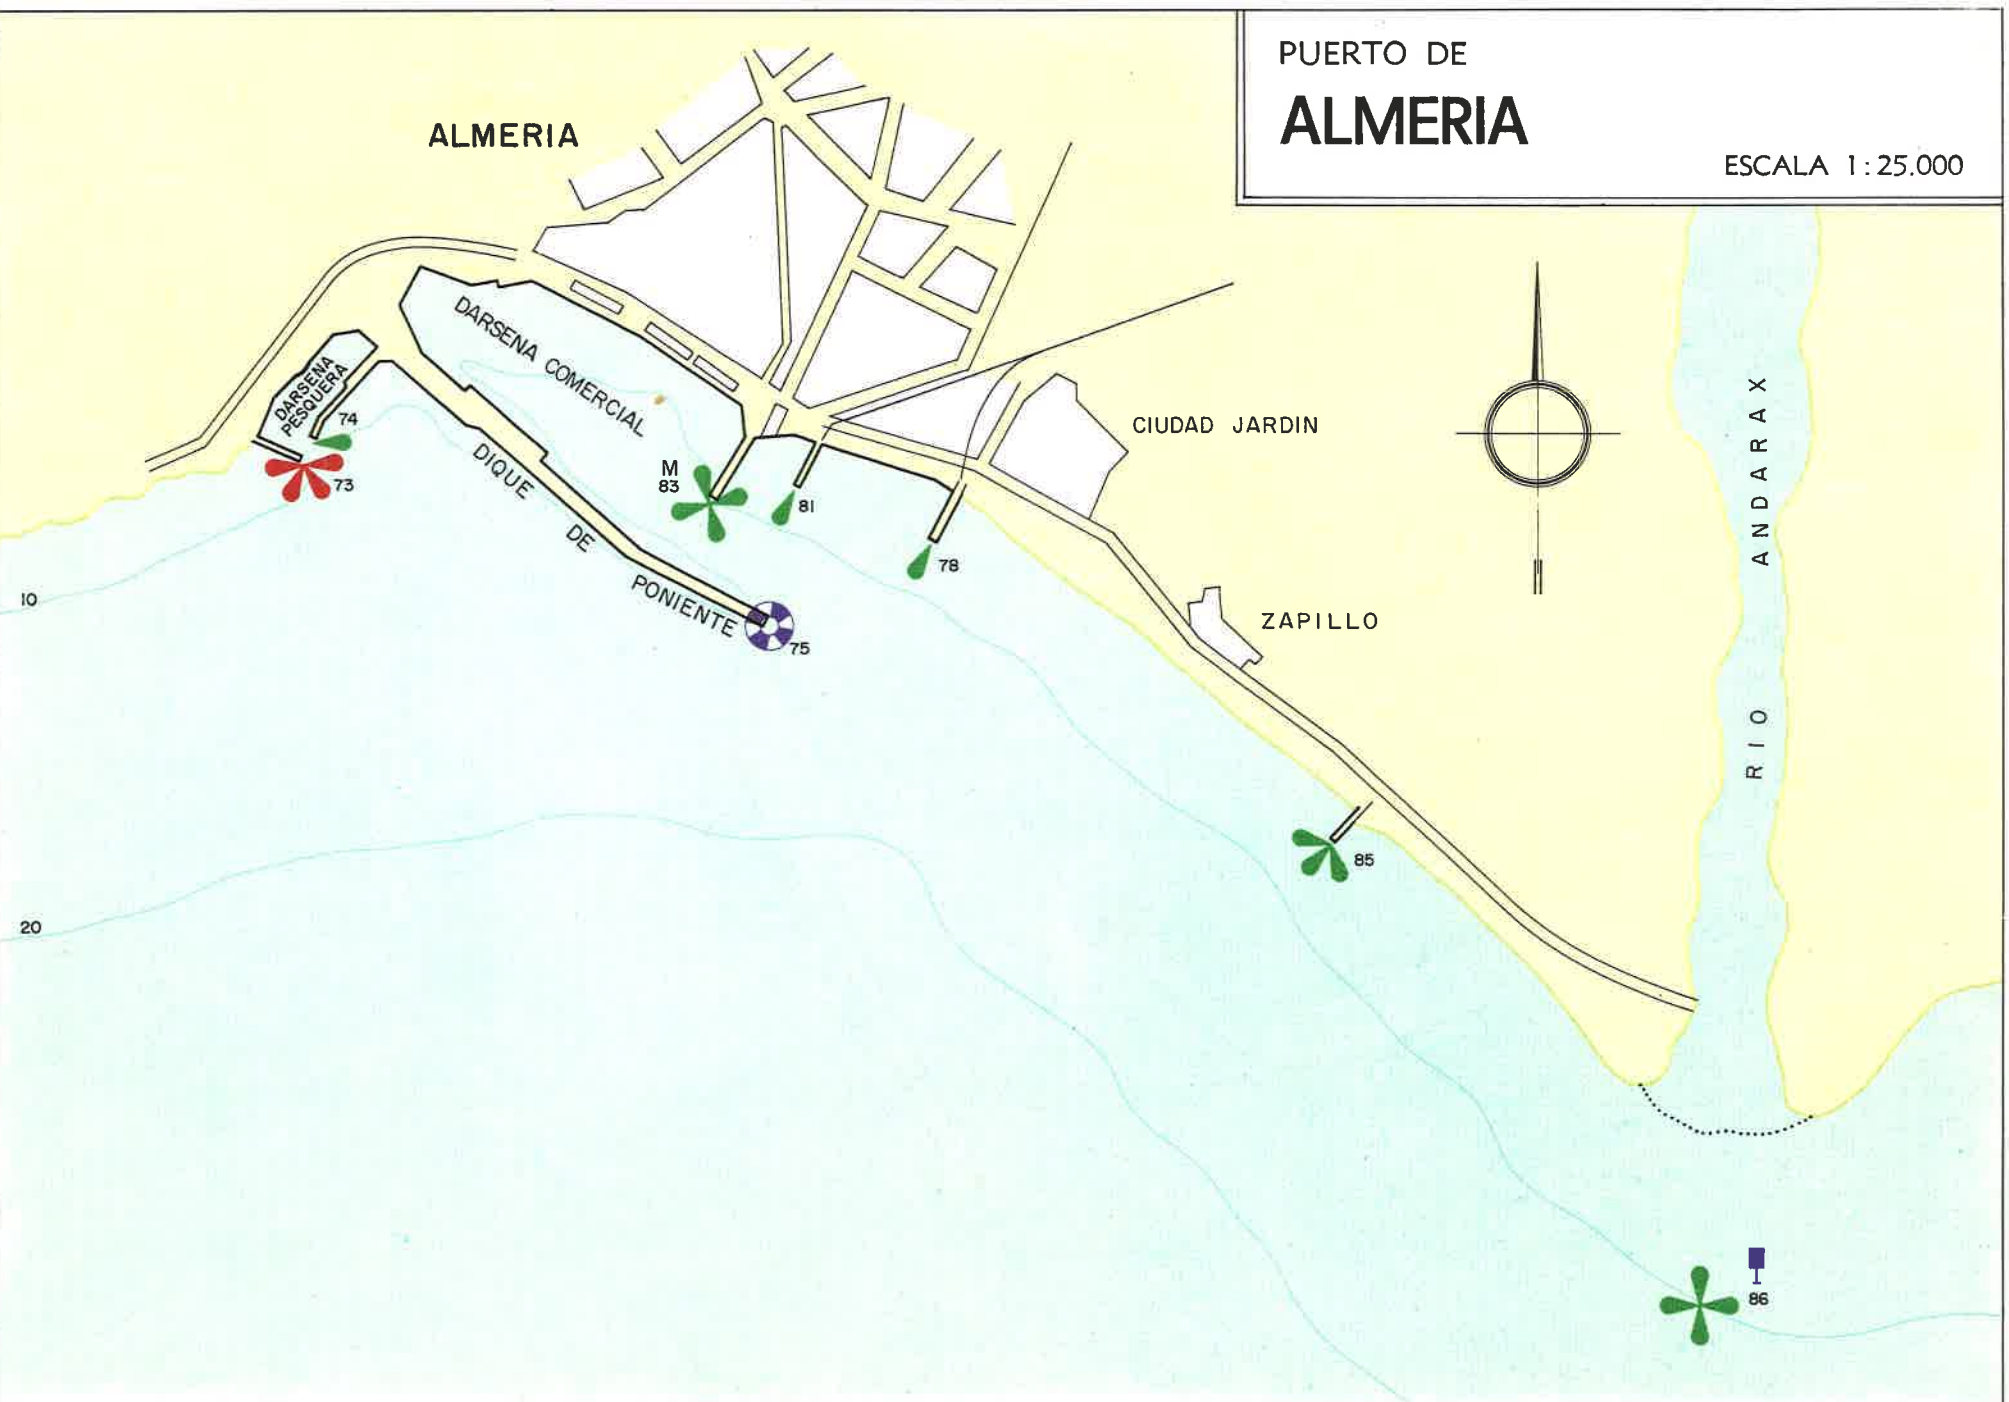 PUERTO DE
ALMERIA
ESCALA 1:25.000
ALMERIA
DARSENA COMERCIAL
DARSENA
PESQUERA
74
73
DIQUE DE PONIENTE
M
83
81
78
75
CIUDAD JARDIN
ZAPILLO
RIO ANDARAX
10
20
85
86